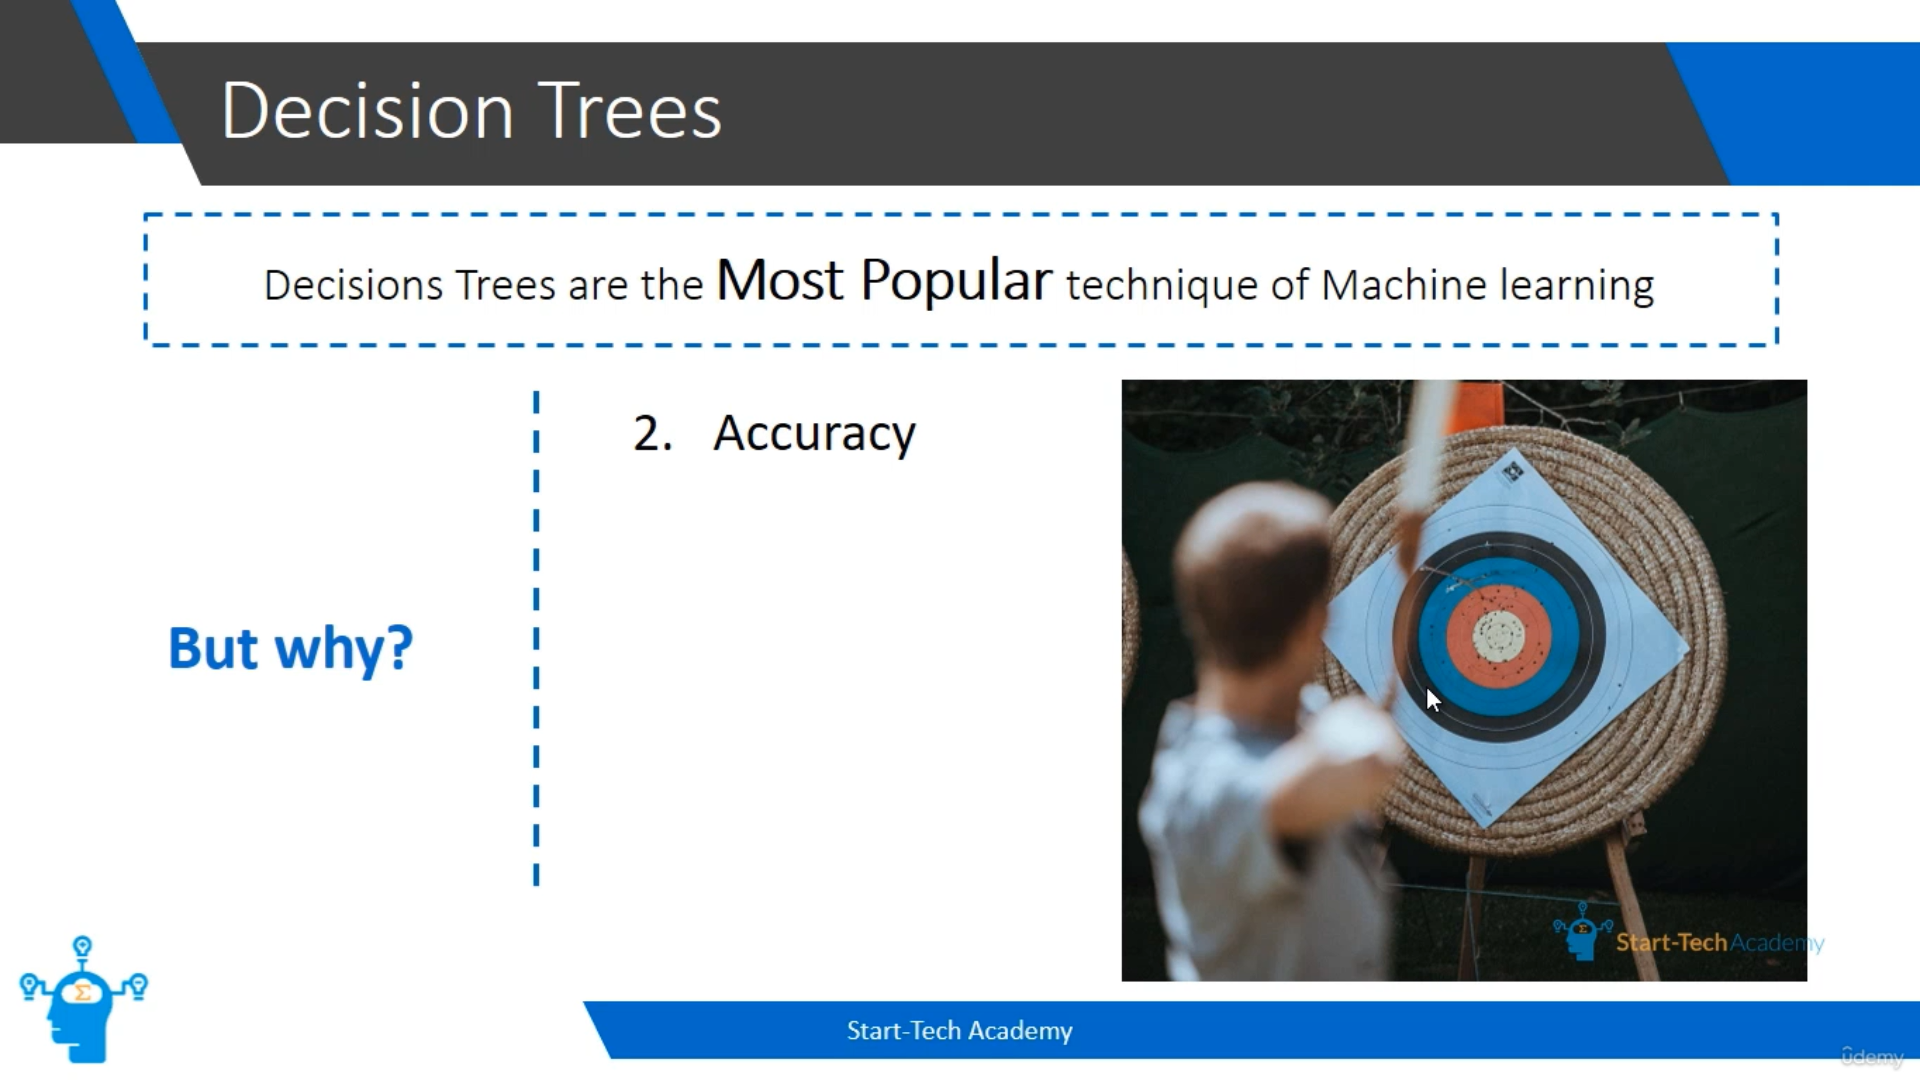 Decision Trees
Decisions Trees are the Most Popular technique of Machine learning
2. Accuracy
But why?
Σ
Σ
Start-Tech Academy
Start-Tech Academy
udemy